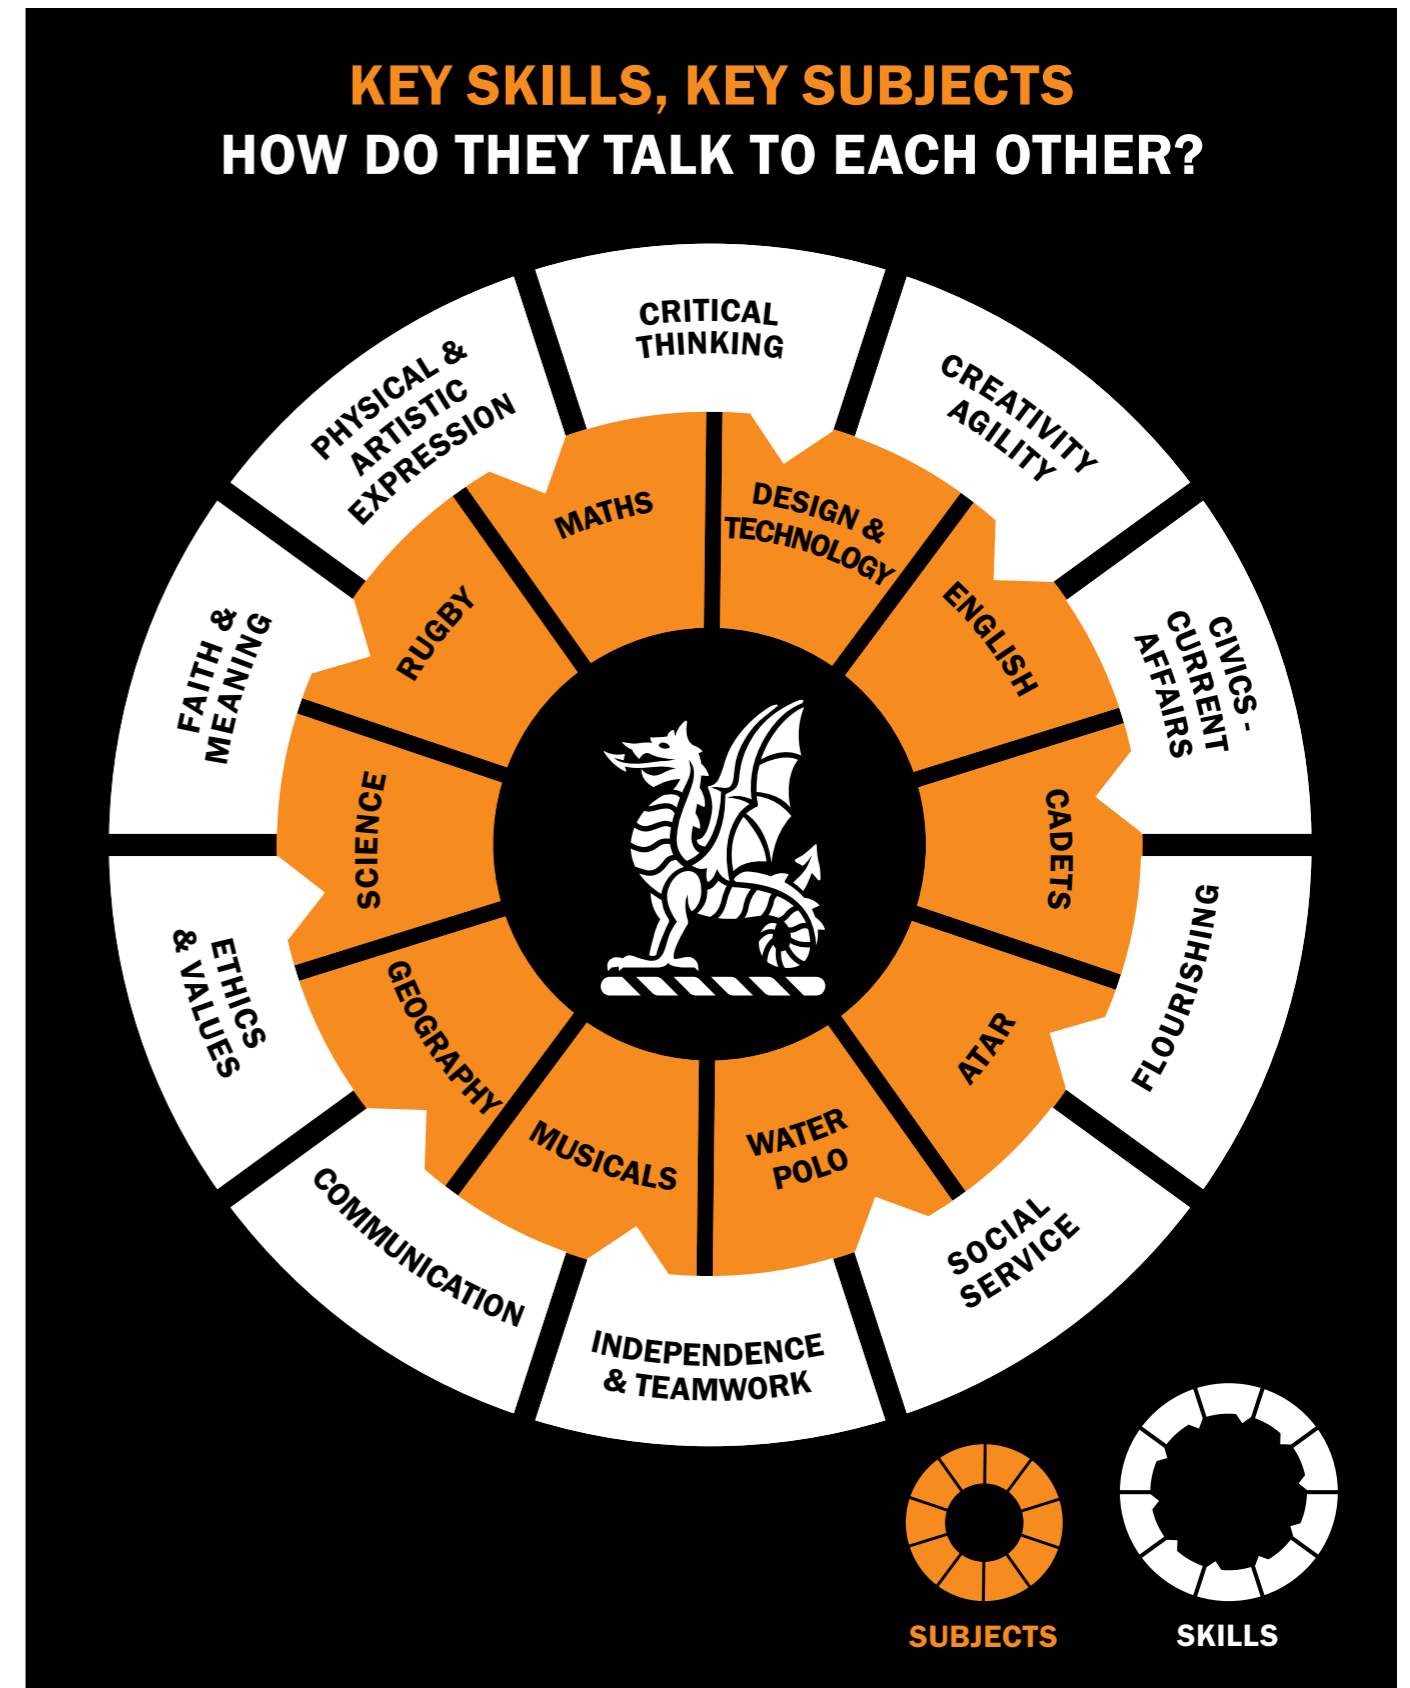 KEY SKILLS, KEY SUBJECTS
HOW DO THEY TALK TO EACH OTHER?
CRITICAL
THINKING
CREATIVITY
AGILITY
CIVICS -
CURRENT
AFFAIRS
FLOURISHING
SOCIAL
SERVICE
INDEPENDENCE
& TEAMWORK
COMMUNICATION
ETHICS
& VALUES
FAITH &
MEANING
PHYSICAL &
ARTISTIC
EXPRESSION
MATHS
DESIGN &
TECHNOLOGY
ENGLISH
CADETS
ATAR
WATER
POLO
MUSICALS
GEOGRAPHY
SCIENCE
RUGBY
SUBJECTS
SKILLS